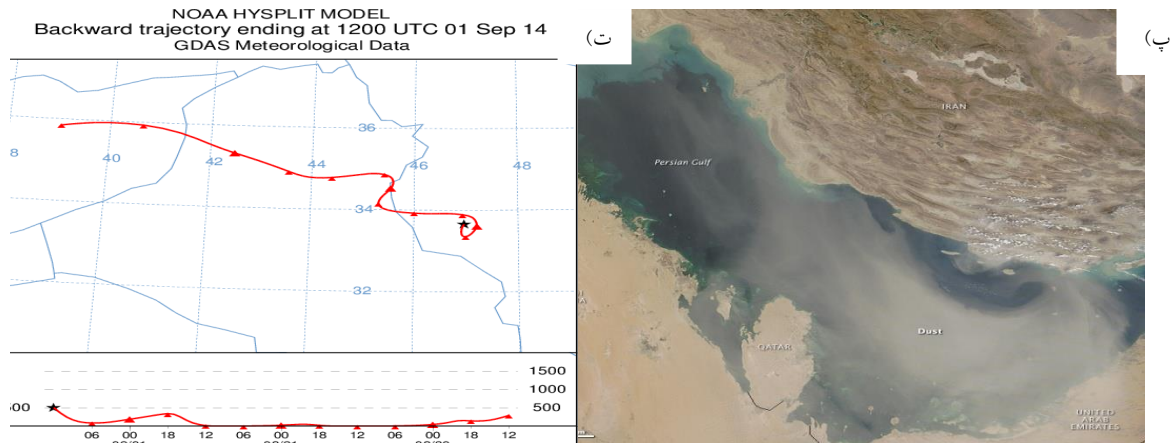 NOAA HYSPLIT MODEL
Backward trajectory ending at 1200 UTC 01 Sep 14
GDAS Meteorological Data
ت)
پ)
36
8 40 42 44 46 48
34
32
1500
1000
500
06 00 18 12 06 00 18 12 06 00 18 12
IRAN
Persian Gulf
Dust
QATAR
UNITED
ARAB
EMIRATES